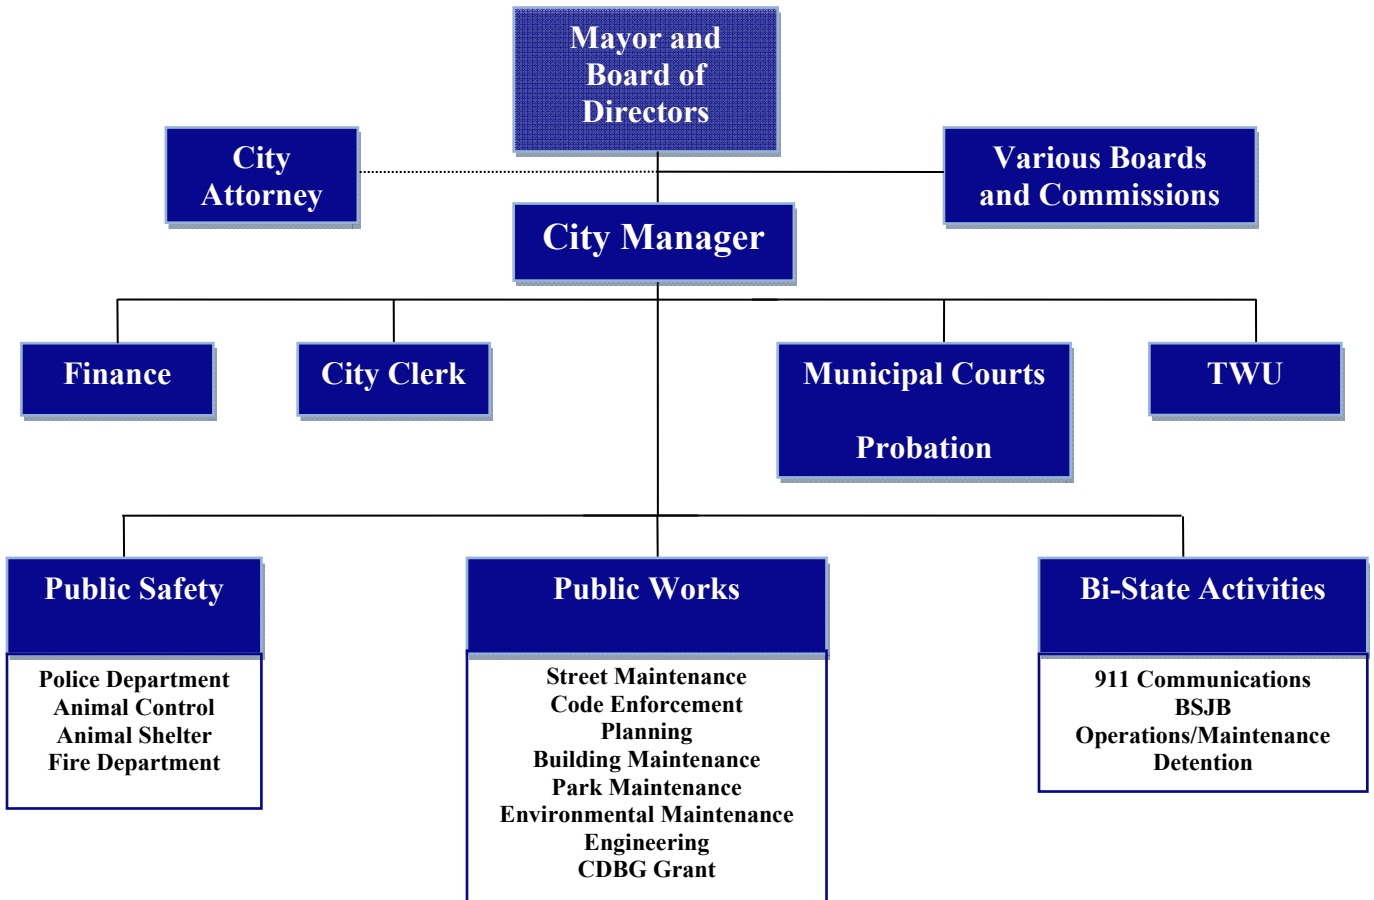 Mayor and
Board of
Directors
City
Attorney
Various Boards
and Commissions
City Manager
Finance
City Clerk
Municipal Courts
Probation
TWU
Public Safety
Police Department
Animal Control
Animal Shelter
Fire Department
Public Works
Street Maintenance
Code Enforcement
Planning
Building Maintenance
Park Maintenance
Environmental Maintenance
Engineering
CDBG Grant
Bi-State Activities
911 Communications
BSJB
Operations/Maintenance
Detention